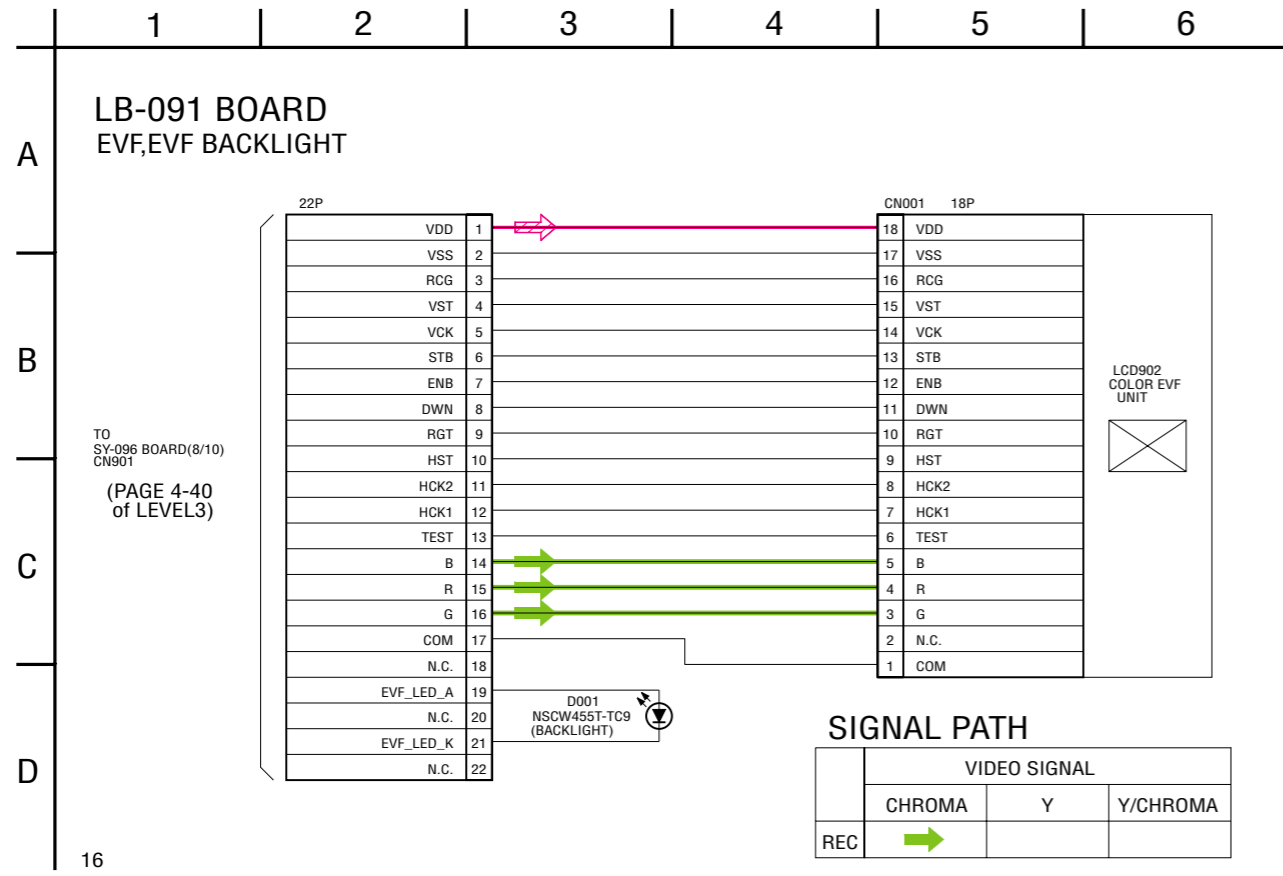 1 2 3 4 5 6
LB-091 BOARD
EVF,EVF BACKLIGHT
A
B
C
D
TO
SY-096 BOARD(8/10)
CN901
(PAGE 4-40
of LEVEL3)
22P
VDD 1
VSS 2
RCG 3
VST 4
VCK 5
STB 6
ENB 7
DWN 8
RGT 9
HST 10
HCK2 11
HCK1 12
TEST 13
B 14
R 15
G 16
COM 17
N.C. 18
EVF_LED_A 19
N.C. 20
EVF_LED_K 21
N.C. 22
D001
NSCW455T-TC9
(BACKLIGHT)
CN001 18P
18 VDD
17 VSS
16 RCG
15 VST
14 VCK
13 STB
12 ENB
11 DWN
10 RGT
9 HST
8 HCK2
7 HCK1
6 TEST
5 B
4 R
3 G
2 N.C.
1 COM
LCD902
COLOR EVF
UNIT
SIGNAL PATH
VIDEO SIGNAL
CHROMA Y Y/CHROMA
REC
16